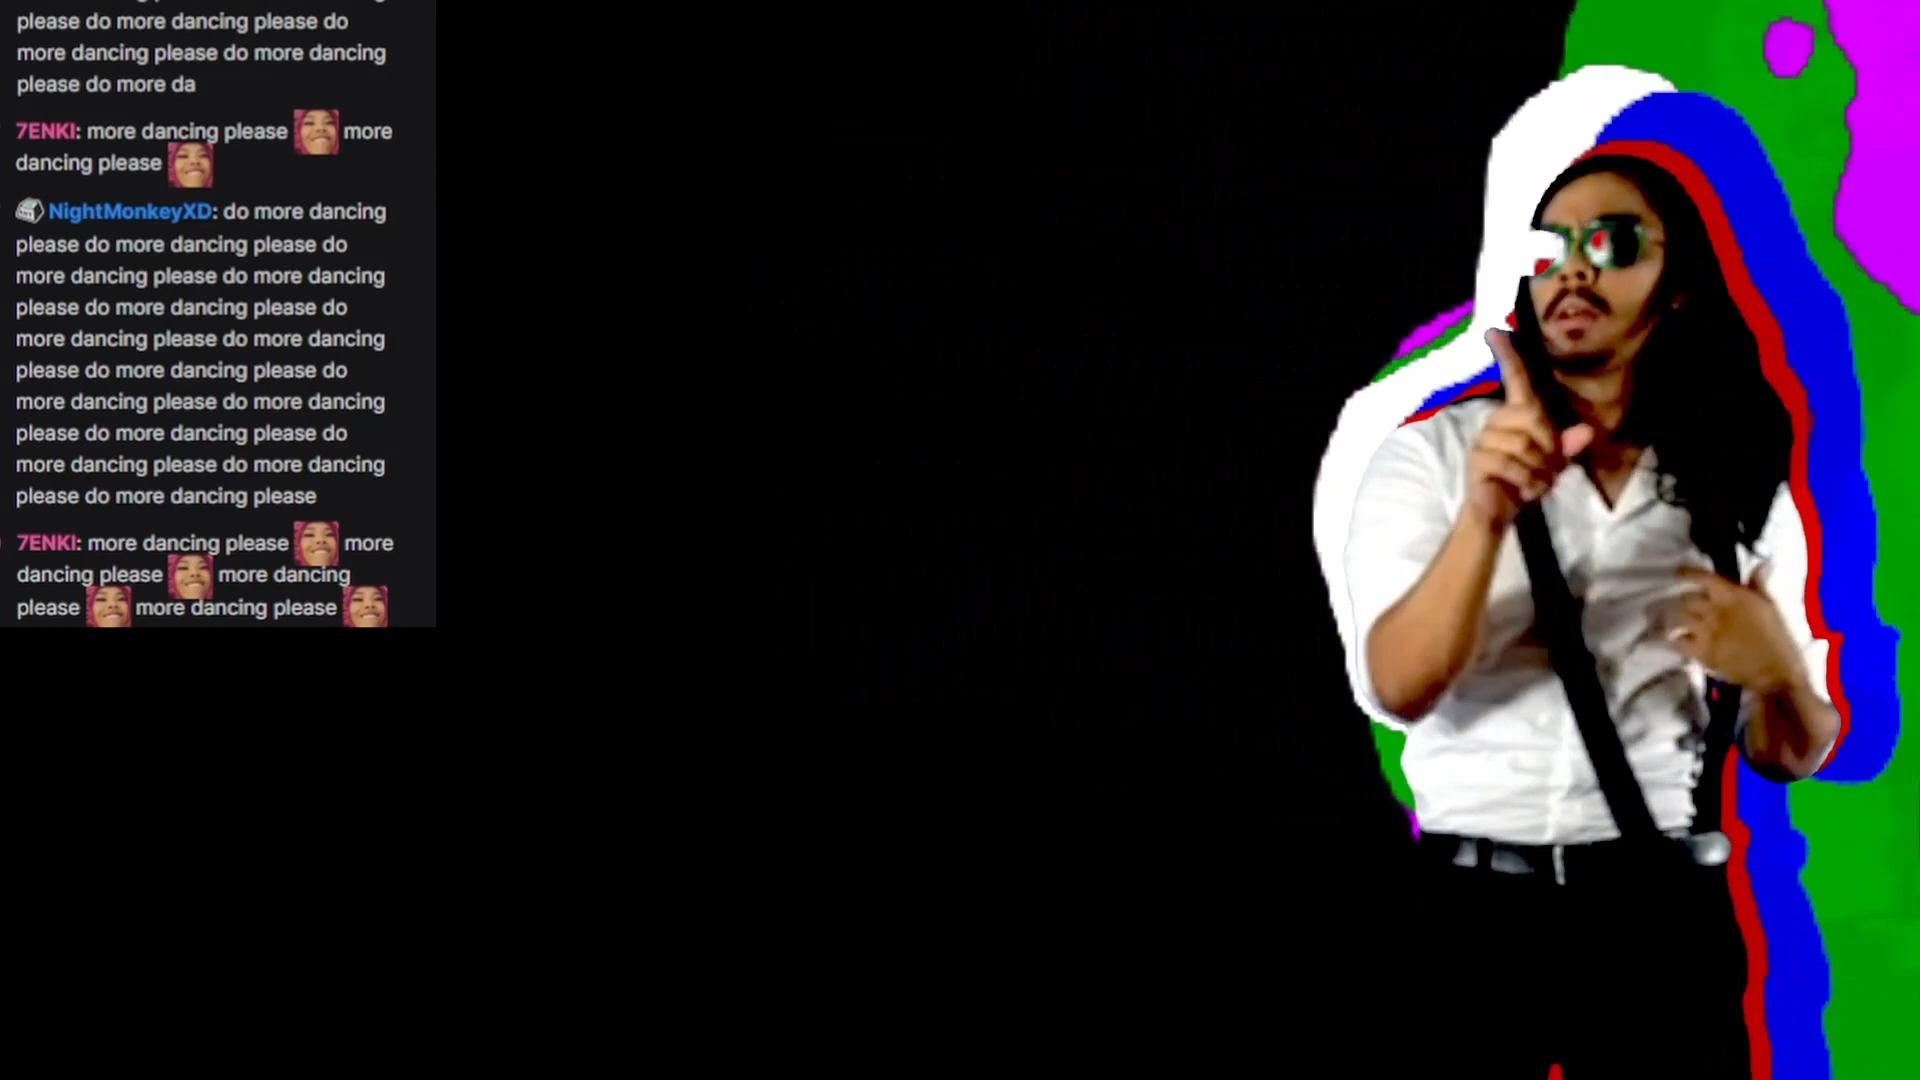 please do more dancing please do
more dancing please do more dancing
please do more da
7ENKI: more dancing please more
dancing please
NightMonkeyXD: do more dancing
please do more dancing please do
more dancing please do more dancing
please do more dancing please do
more dancing please do more dancing
please do more dancing please do
more dancing please do more dancing
please do more dancing please do
more dancing please do more dancing
please do more dancing please
7ENKI: more dancing please more
dancing please more dancing
please more dancing please